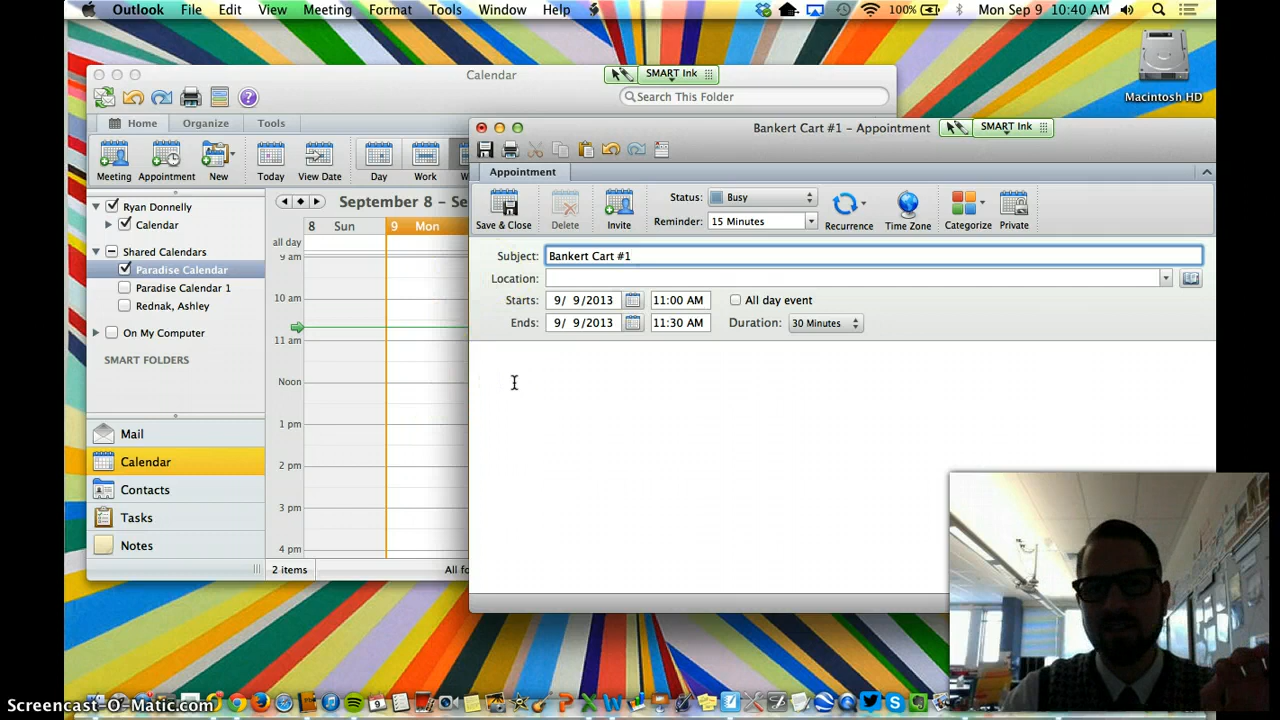 Outlook File Edit View Meeting Format Tools Window Help 100% Mon Sep 9 10:40 AM
Macintosh HD
Calendar SMART Ink
Search This Folder
Home Organize Tools
Meeting Appointment New Today View Date Day Work
Ryan Donnelly
Calendar
Shared Calendars
Paradise Calendar
Paradise Calendar 1
Rednak, Ashley
On My Computer
SMART FOLDERS
Mail
Calendar
Contacts
Tasks
Notes
September 8 – Se
8 Sun 9 Mon
all day
9 am
10 am
11 am
Noon
1 pm
2 pm
3 pm
4 pm
2 items All fo
Bankert Cart #1 – Appointment SMART Ink
Appointment
Save & Close Delete Invite Status: Busy Reminder: 15 Minutes Recurrence Time Zone Categorize Private
Subject: Bankert Cart #1
Location:
Starts: 9/ 9/2013 11:00 AM All day event
Ends: 9/ 9/2013 11:30 AM Duration: 30 Minutes
Screencast-O-Matic.com